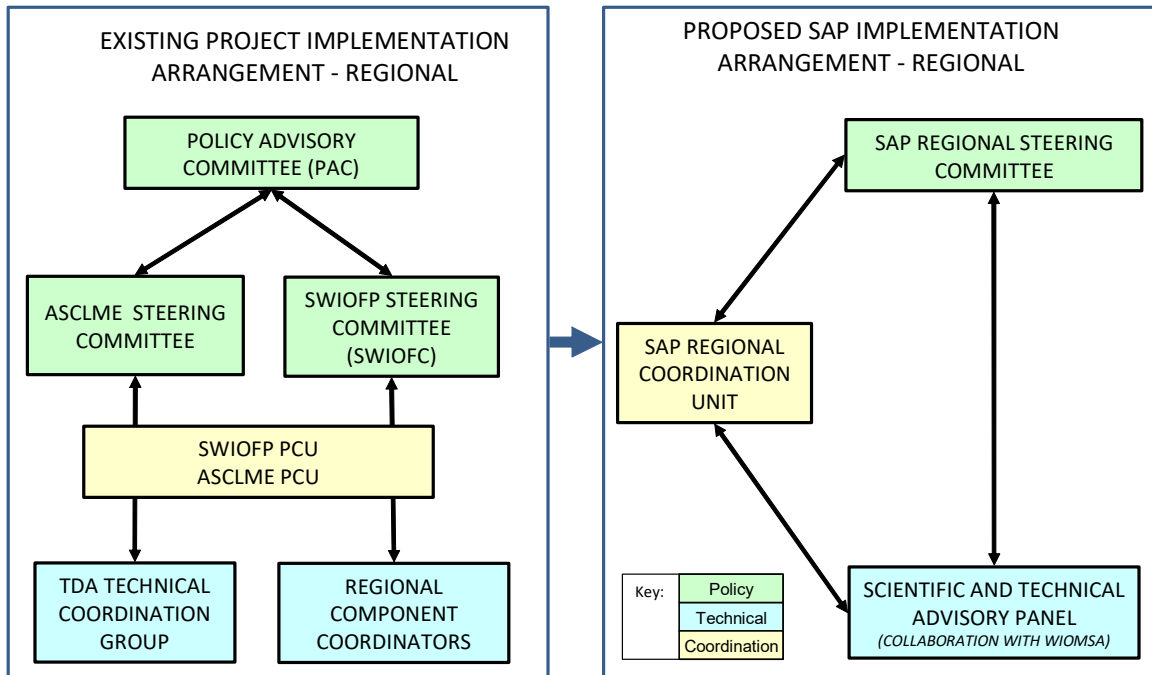 EXISTING PROJECT IMPLEMENTATION
ARRANGEMENT - REGIONAL
POLICY ADVISORY
COMMITTEE (PAC)
ASCLME STEERING
COMMITTEE
SWIOFP STEERING
COMMITTEE
(SWIOFC)
SWIOFP PCU
ASCLME PCU
TDA TECHNICAL
COORDINATION
GROUP
REGIONAL
COMPONENT
COORDINATORS
PROPOSED SAP IMPLEMENTATION
ARRANGEMENT - REGIONAL
SAP REGIONAL STEERING
COMMITTEE
SAP REGIONAL
COORDINATION
UNIT
SCIENTIFIC AND TECHNICAL
ADVISORY PANEL
(COLLABORATION WITH WIOMSA)
Key:
Policy
Technical
Coordination